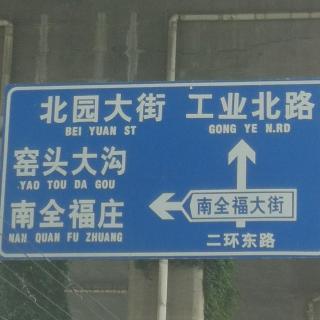 北园大街 工业北路
BEI YUAN ST GONG YE N.RD
窑头大沟
YAO TOU DA GOU
南全福大街
南全福庄
NAN QUAN FU ZHUANG
二环东路